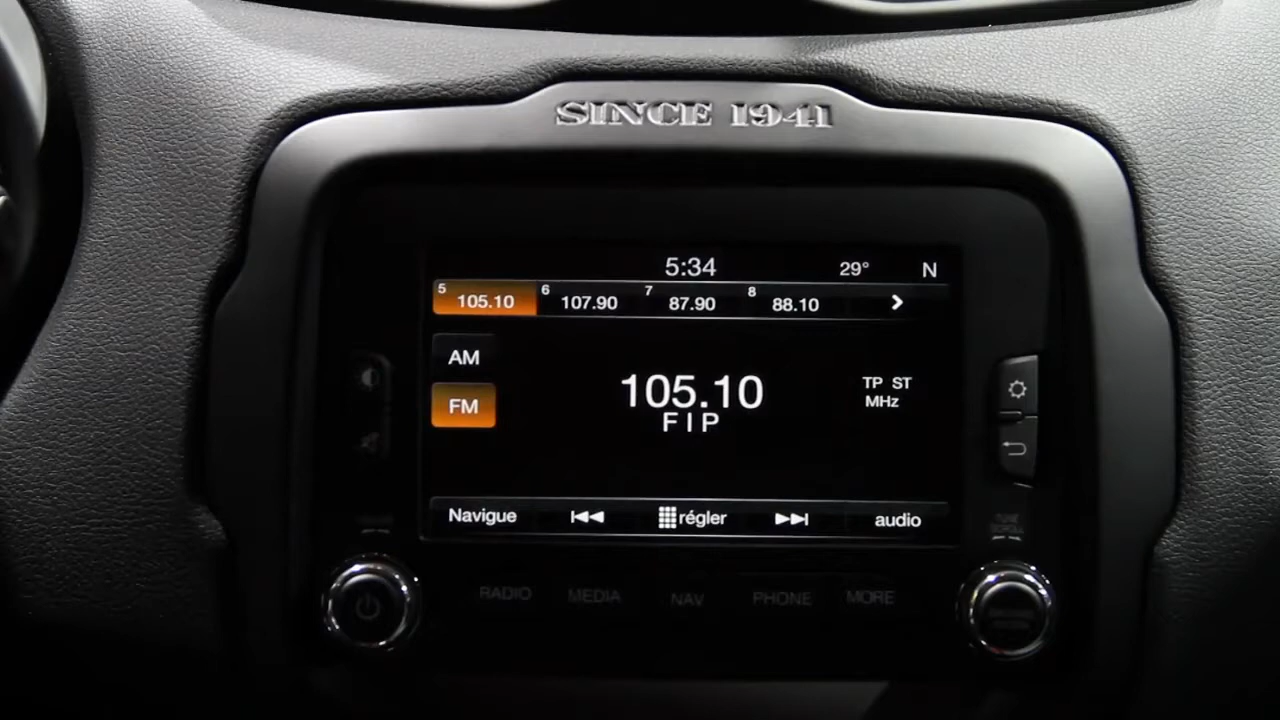 SINCE 1941
5:34 29° N
5 105.10 6 107.90 7 87.90 8 88.10
AM
FM
105.10
FIP
TP ST
MHz
Navigue régler audio
RADIO MEDIA NAV PHONE MORE